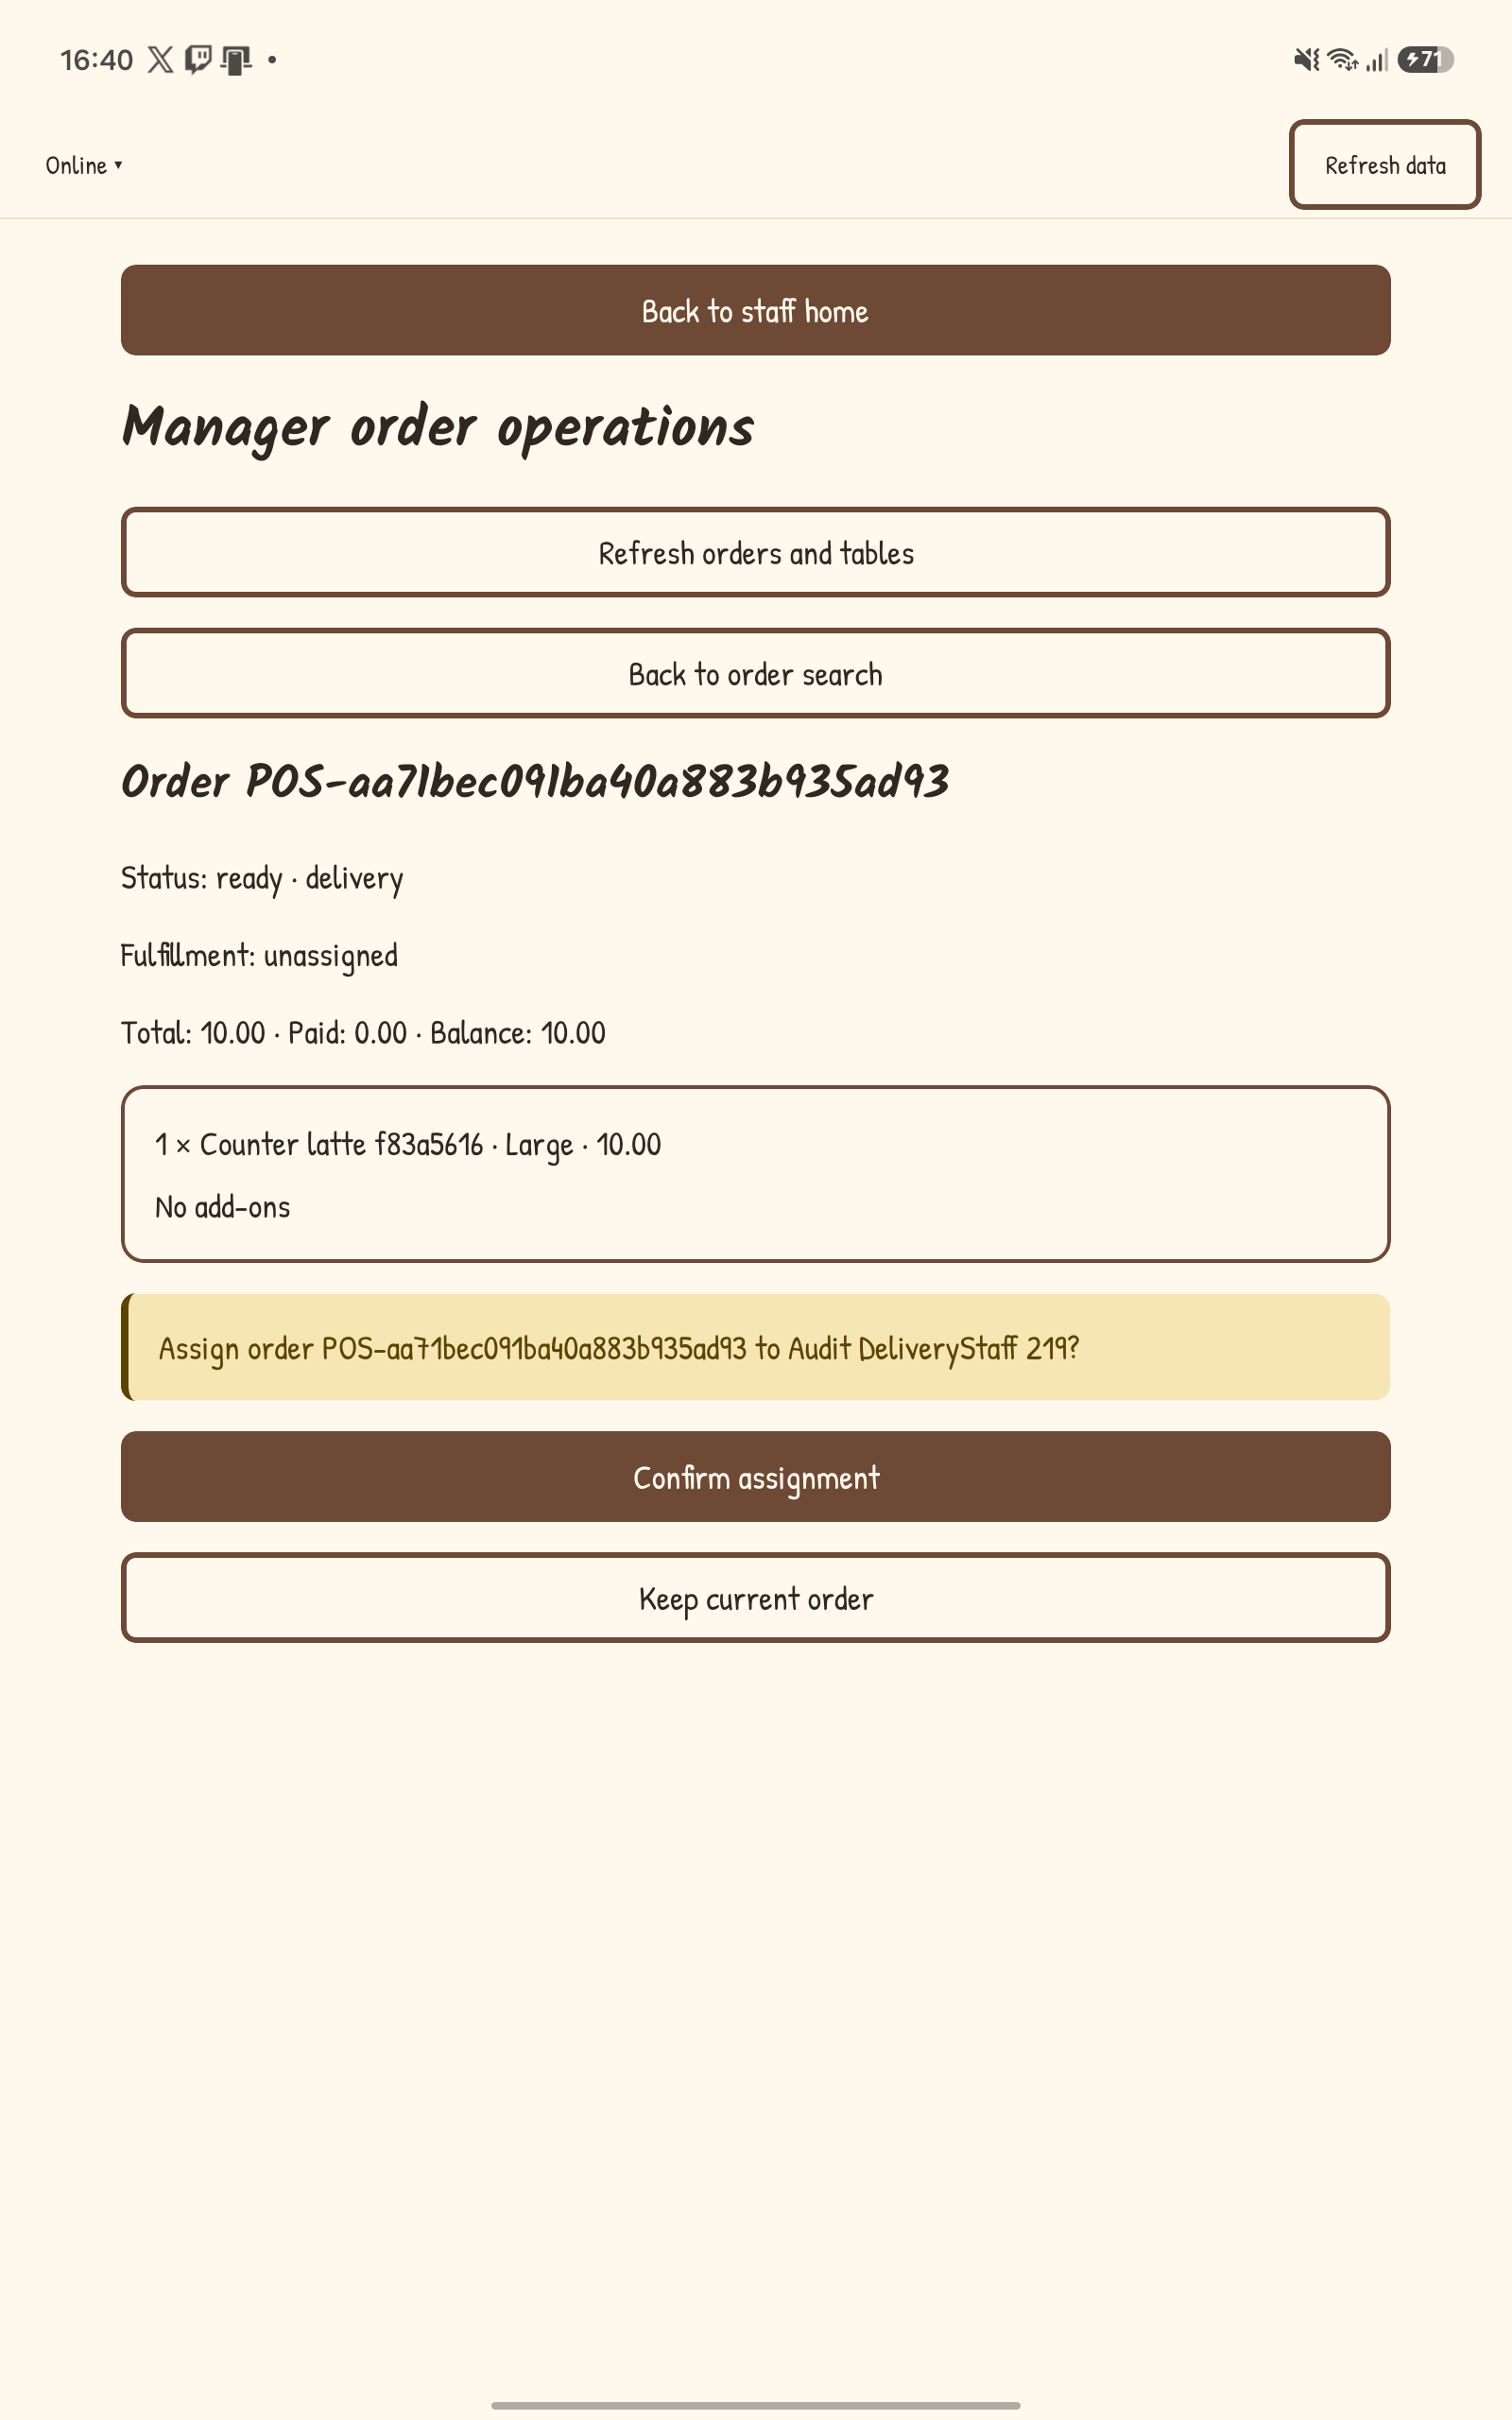 16:40
71
Online ▾
Refresh data
Back to staff home
Manager order operations
Refresh orders and tables
Back to order search
Order POS-aa71bec091ba40a883b935ad93
Status: ready · delivery
Fulfillment: unassigned
Total: 10.00 · Paid: 0.00 · Balance: 10.00
1 × Counter latte f83a5616 · Large · 10.00
No add-ons
Assign order POS-aa71bec091ba40a883b935ad93 to Audit DeliveryStaff 219?
Confirm assignment
Keep current order